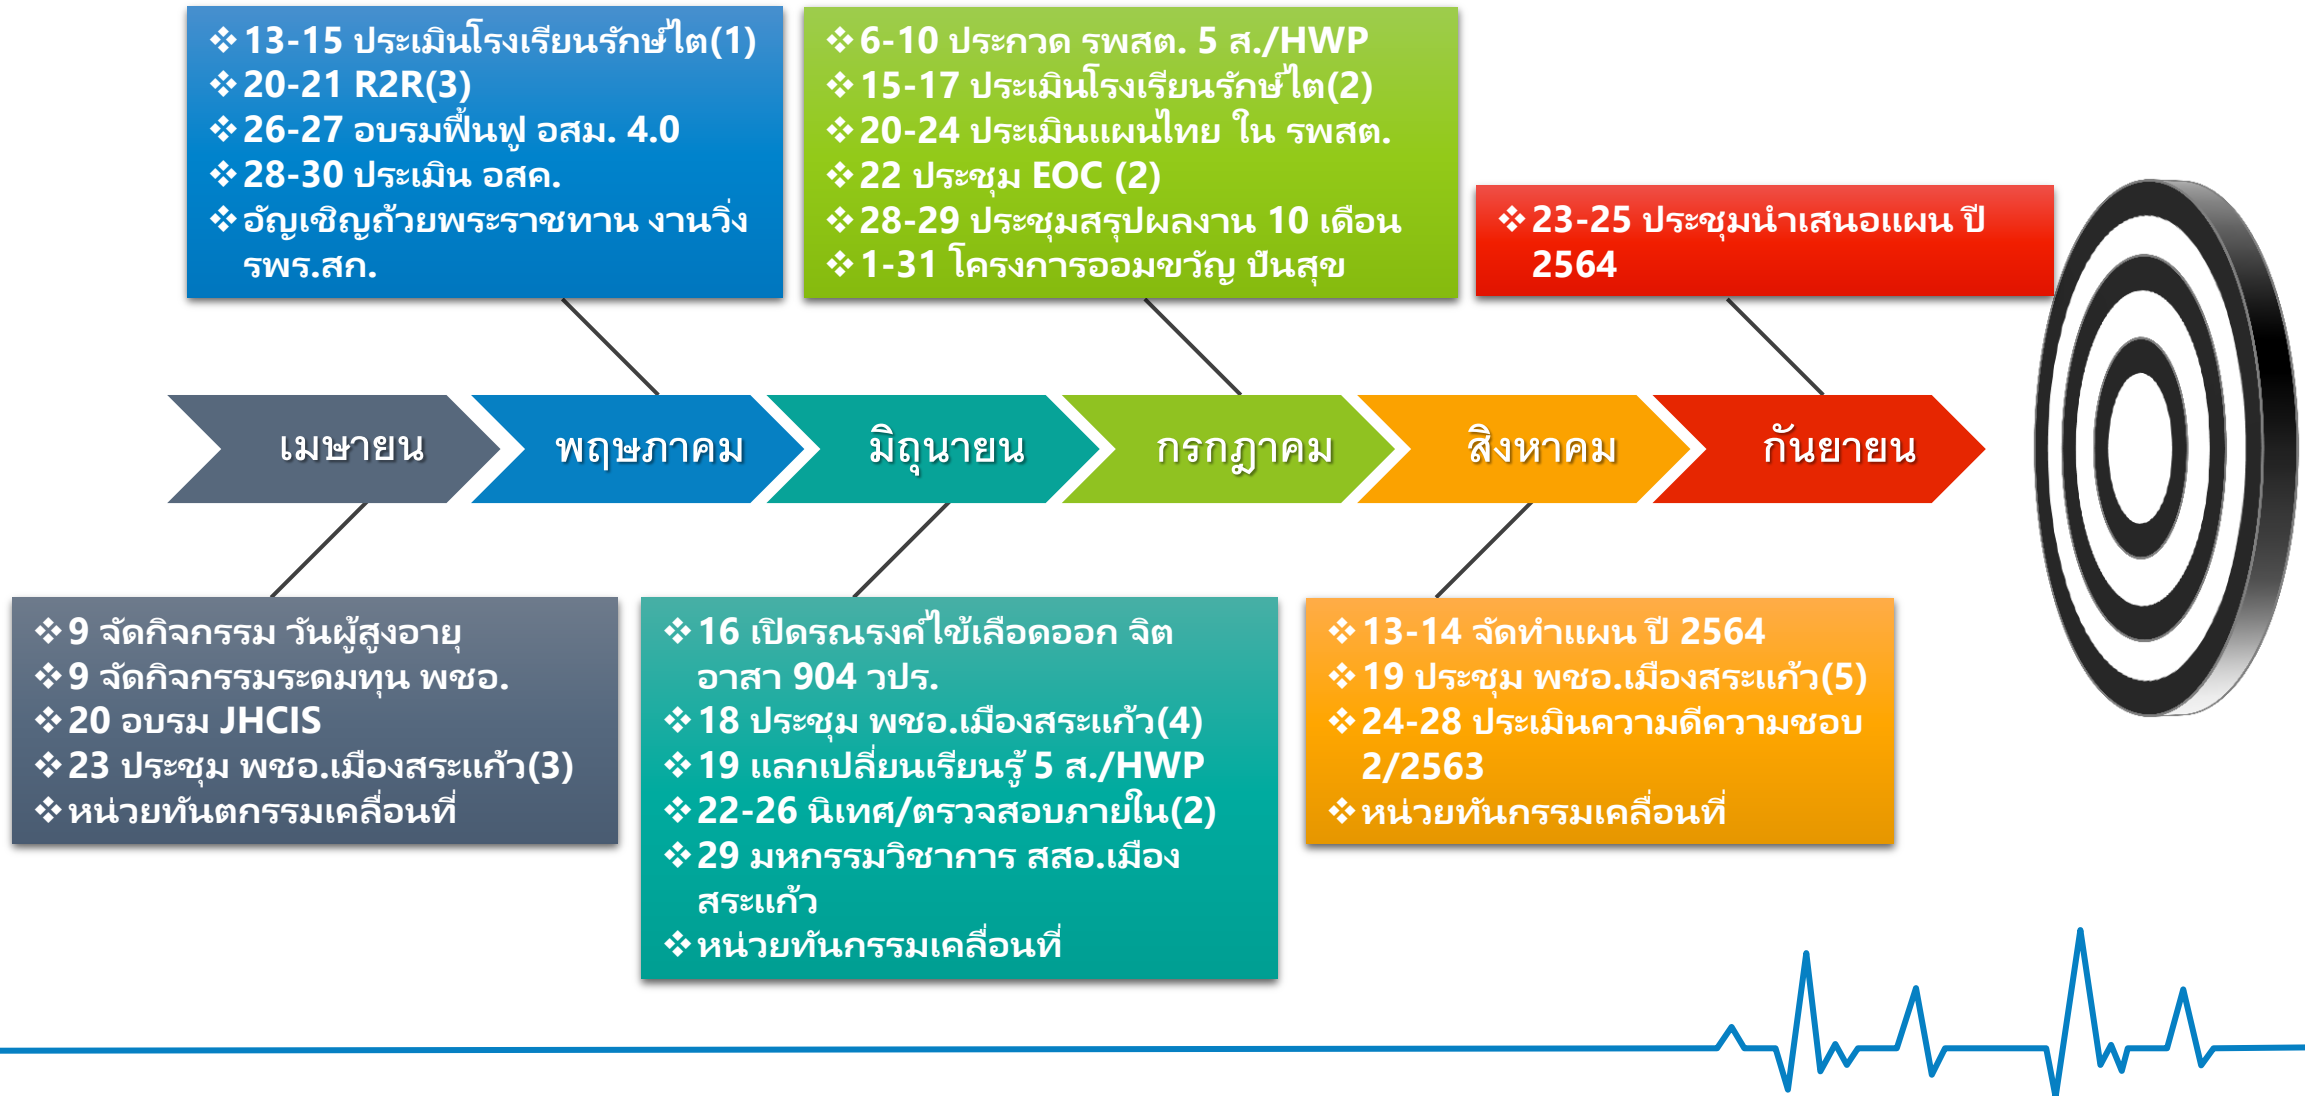 ❖13-15 ประเมินโรงเรียนรักษ์ไต(1)
❖20-21 R2R(3)
❖26-27 อบรมฟื้นฟู อสม. 4.0
❖28-30 ประเมิน อสค.
❖อัญเชิญถ้วยพระราชทาน งานวิ่ง
รพร.สก.
❖6-10 ประกวด รพสต. 5 ส./HWP
❖15-17 ประเมินโรงเรียนรักษ์ไต(2)
❖20-24 ประเมินแผนไทย ใน รพสต.
❖22 ประชุม EOC (2)
❖28-29 ประชุมสรุปผลงาน 10 เดือน
❖1-31 โครงการออมขวัญ ปันสุข
❖23-25 ประชุมนำเสนอแผน ปี
2564
เมษายน
พฤษภาคม
มิถุนายน
กรกฎาคม
สิงหาคม
กันยายน
❖9 จัดกิจกรรม วันผู้สูงอายุ
❖9 จัดกิจกรรมระดมทุน พชอ.
❖20 อบรม JHCIS
❖23 ประชุม พชอ.เมืองสระแก้ว(3)
❖หน่วยทันตกรรมเคลื่อนที่
❖16 เปิดรณรงค์ไข้เลือดออก จิต
อาสา 904 วปร.
❖18 ประชุม พชอ.เมืองสระแก้ว(4)
❖19 แลกเปลี่ยนเรียนรู้ 5 ส./HWP
❖22-26 นิเทศ/ตรวจสอบภายใน(2)
❖29 มหกรรมวิชาการ สสอ.เมือง
สระแก้ว
❖หน่วยทันกรรมเคลื่อนที่
❖13-14 จัดทำแผน ปี 2564
❖19 ประชุม พชอ.เมืองสระแก้ว(5)
❖24-28 ประเมินความดีความชอบ
2/2563
❖หน่วยทันกรรมเคลื่อนที่